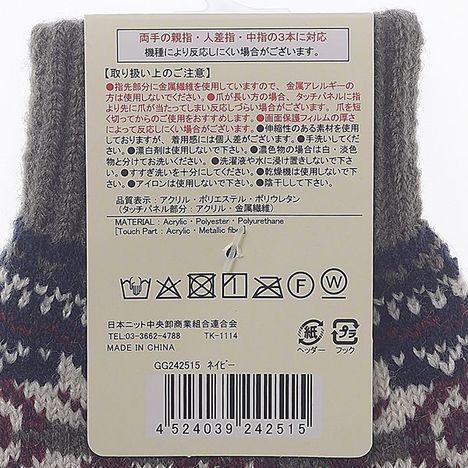 両手の親指・人差指・中指の3本に対応
機種により反応しにくい場合がございます。
【取り扱い上のご注意】
●指先部分に金属繊維を使用していますので、金属アレルギー
の方は使用しないでください。●爪が長い方の場合、タッチパネルに指
より先に爪が当たってしまい反応しづらい場合がございます。爪を短
く切ってからのご使用をおすすめします。●画面保護フィルムの厚さ
によって反応しにくい場合があります。●伸縮性のある素材を使用
しておりますが、着用感には個人差がございます。●手洗いしてくだ
さい。●漂白剤は使用しないで下さい。●濃色物の場合は白・淡色
物と分けてお洗いください。●洗濯液や水に浸け置きしないで下さ
い。●すすぎ洗いを十分にしてください。●乾燥機は使用しないで下
さい。●アイロンは使用しないで下さい。●陰干して下さい。
品質表示：アクリル・ポリエステル・ポリウレタン
（タッチパネル部分：アクリル・金属繊維）
MATERIAL : Acrylic・Polyester・Polyurethane
[Touch Part : Acrylic・Metallic fibre]
1 F W
日本ニット中央卸商業組合連合会
TEL:03-3662-4788 TK-1114
MADE IN CHINA
紙 プラ
ヘッダー フック
GG242515 ネイビー
4 524039 242515